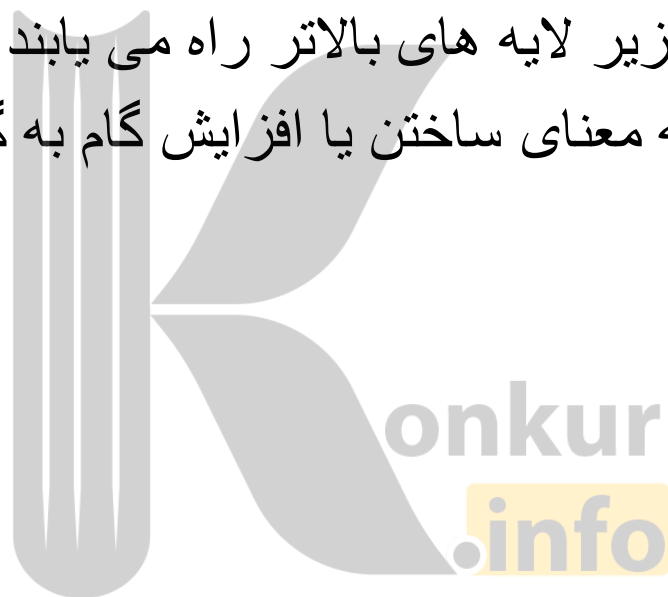 زیر لایه های بالاتر راه می یابند
معنای ساختن یا افزایش گام به
onkur
.info